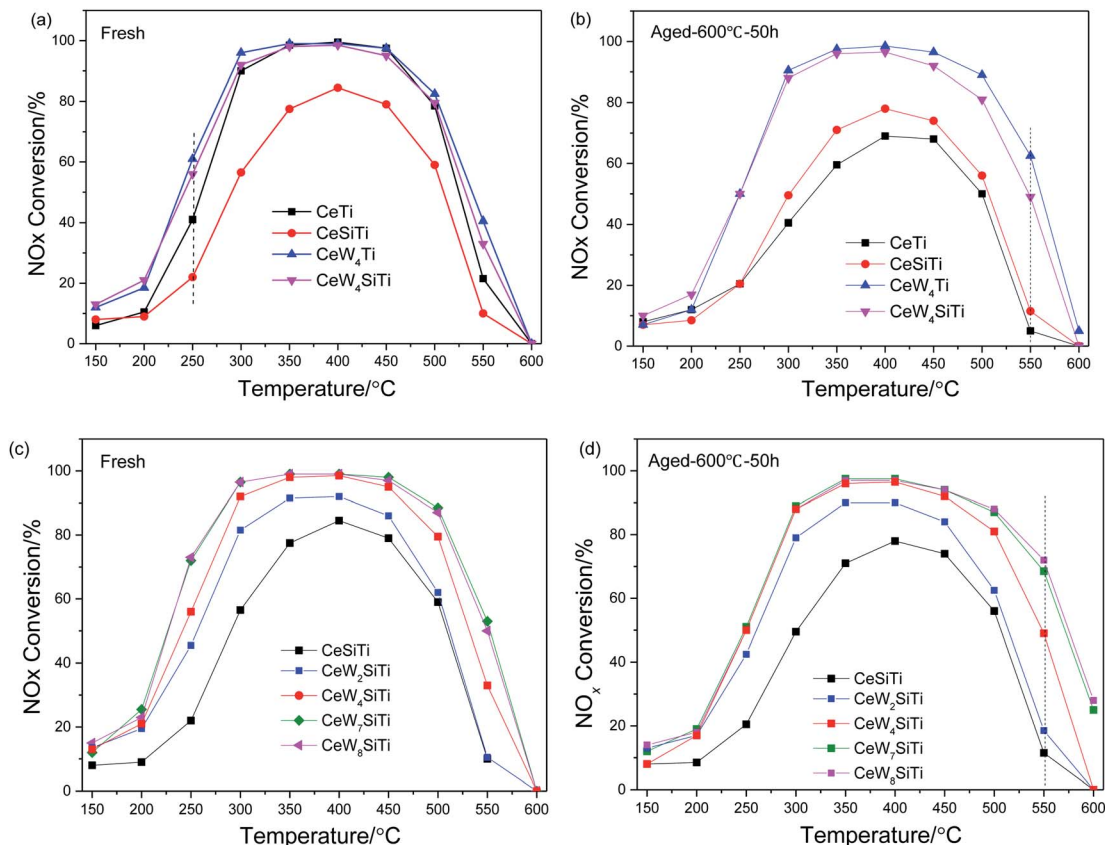 (a)
Fresh
NOx Conversion/%
100
80
60
40
20
0
CeTi
CeSiTi
CeW₄Ti
CeW₄SiTi
150 200 250 300 350 400 450 500 550 600
Temperature/°C
(b)
Aged-600℃-50h
NOx Conversion/%
100
80
60
40
20
0
CeTi
CeSiTi
CeW₄Ti
CeW₄SiTi
150 200 250 300 350 400 450 500 550 600
Temperature/°C
(c)
Fresh
NOx Conversion/%
100
80
60
40
20
0
CeSiTi
CeW₂SiTi
CeW₄SiTi
CeW₇SiTi
CeW₈SiTi
150 200 250 300 350 400 450 500 550 600
Temperature/°C
(d)
Aged-600℃-50h
NOₓ Conversion/%
100
80
60
40
20
0
CeSiTi
CeW₂SiTi
CeW₄SiTi
CeW₇SiTi
CeW₈SiTi
150 200 250 300 350 400 450 500 550 600
Temperature/°C